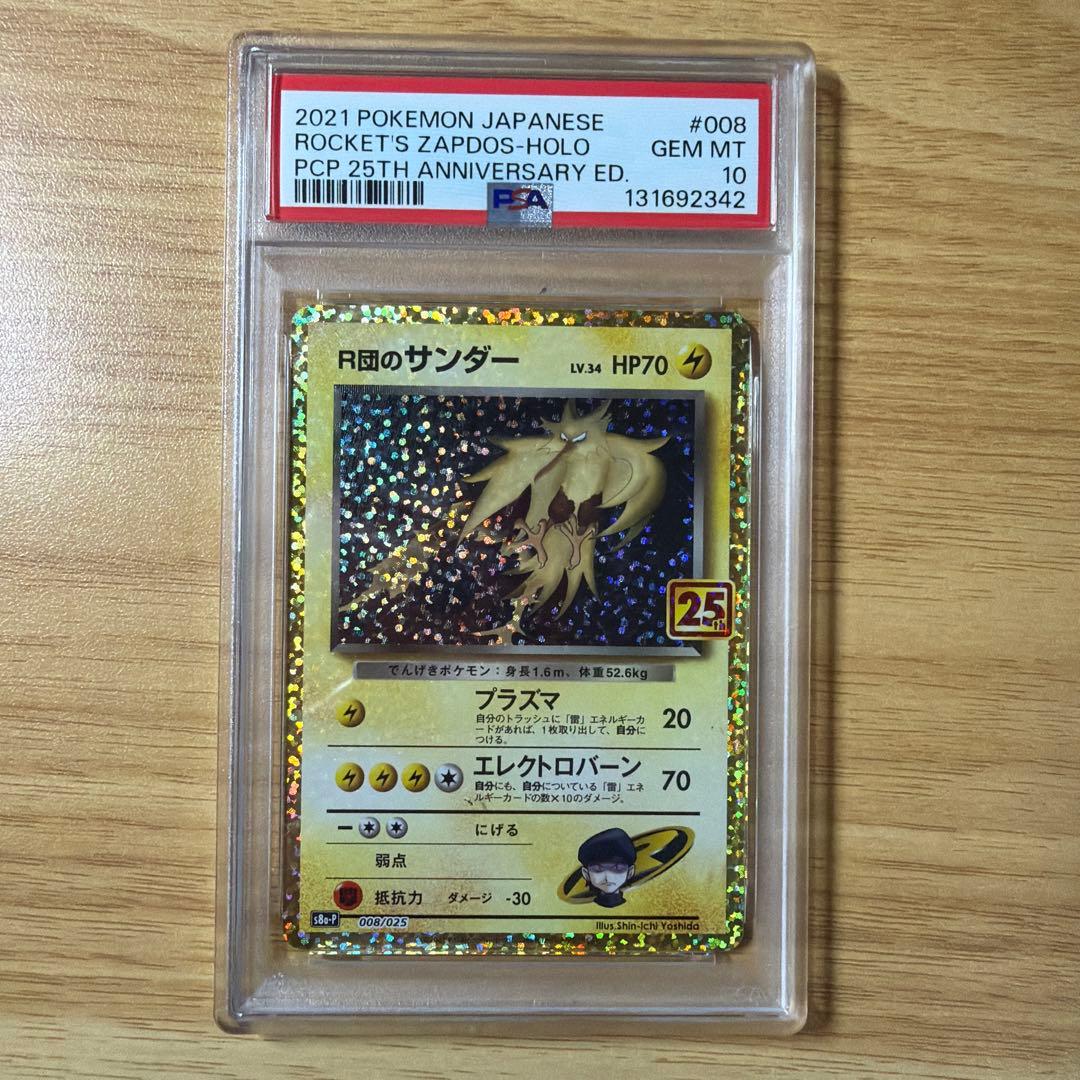 2021 POKEMON JAPANESE #008
ROCKET'S ZAPDOS-HOLO GEM MT
PCP 25TH ANNIVERSARY ED. 10
PSA 131692342
R団のサンダー LV.34 HP70
25th
でんげきポケモン：身長1.6m、体重52.6kg
プラズマ 20
自分のトラッシュに「雷」エネルギーカ
ードがあれば、1枚取り出して、自分に
つける。
エレクトロバーン 70
自分にも、自分についている「雷」エネ
ルギーカードの数×10のダメージ。
にげる
弱点
抵抗力 ダメージ -30
s8a-P 008/025 Illus.Shin-ichi Yoshida